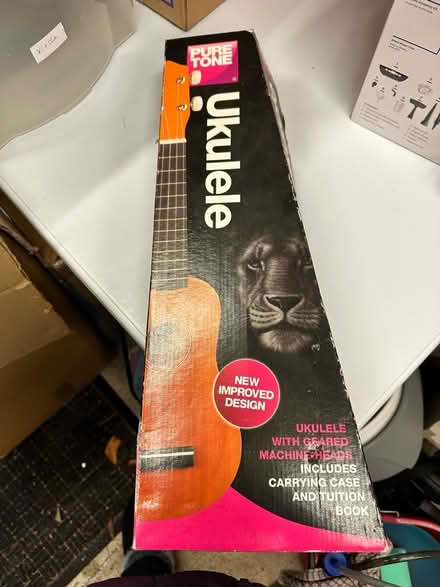 PURE
TONE
Ukulele
NEW
IMPROVED
DESIGN
UKULELE
WITH GEARED
MACHINE-HEADS
INCLUDES
CARRYING CASE
AND TUITION
BOOK